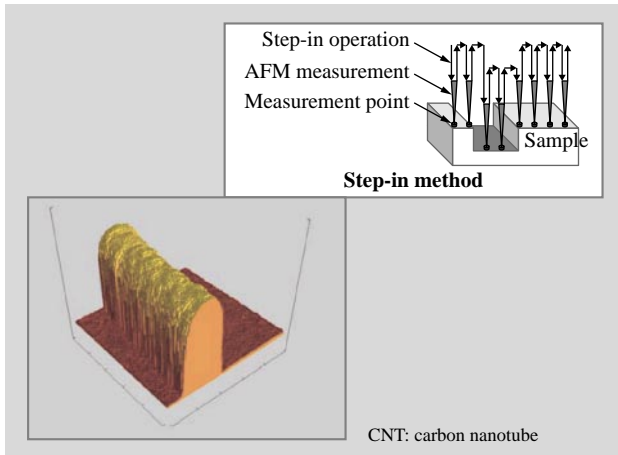 Step-in operation
AFM measurement
Measurement point
Sample
Step-in method
CNT: carbon nanotube